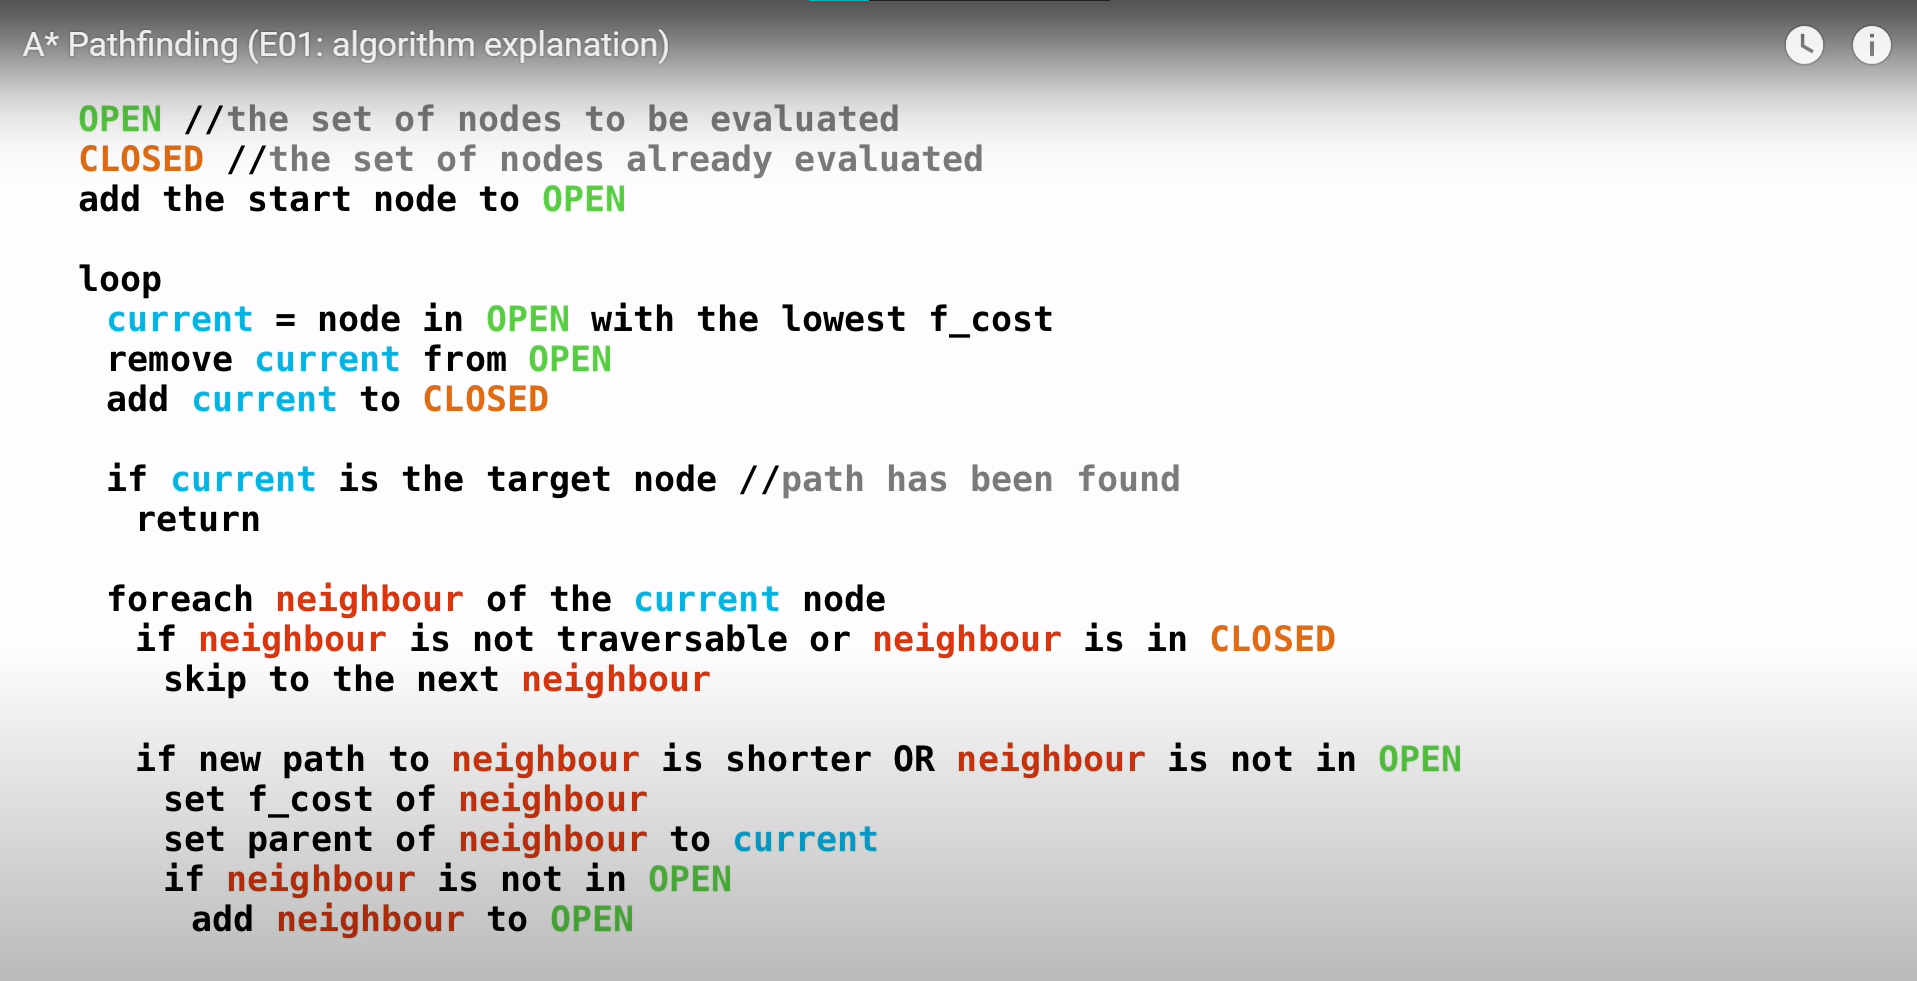 A* Pathfinding (E01: algorithm explanation)
OPEN //the set of nodes to be evaluated
CLOSED //the set of nodes already evaluated
add the start node to OPEN
loop
current = node in OPEN with the lowest f_cost
remove current from OPEN
add current to CLOSED
if current is the target node //path has been found
return
foreach neighbour of the current node
if neighbour is not traversable or neighbour is in CLOSED
skip to the next neighbour
if new path to neighbour is shorter OR neighbour is not in OPEN
set f_cost of neighbour
set parent of neighbour to current
if neighbour is not in OPEN
add neighbour to OPEN